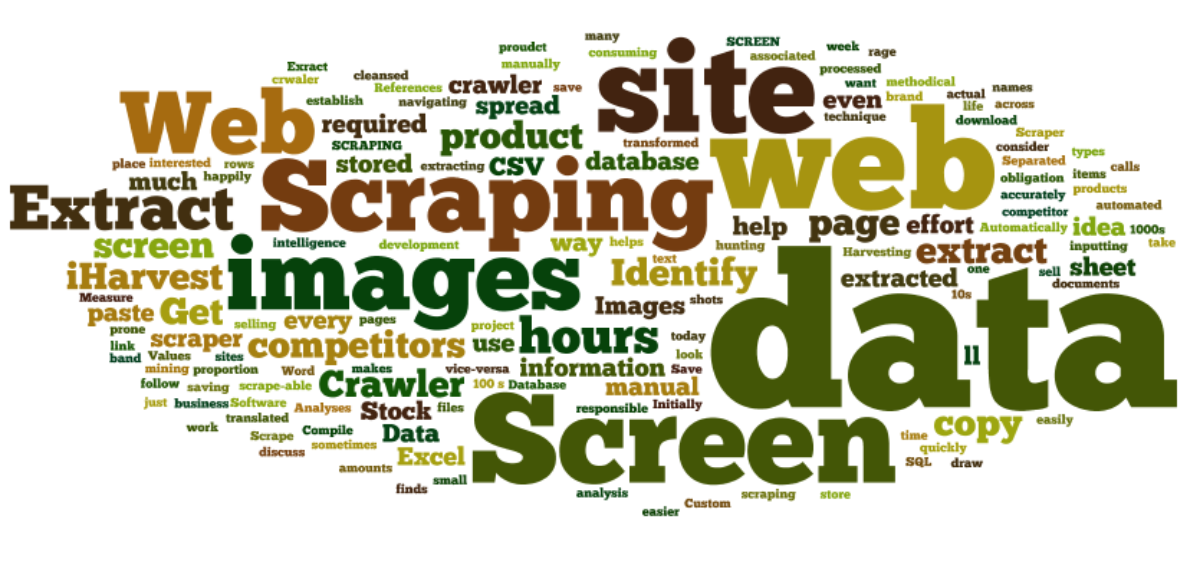 many
proudct
SCREEN
week
rage
consuming
associated
manually
site
processed
Exract
crwaler
cleansed
References
crawler
save
want
methodical
actual
names
Web
establish
navigating
spread
even
brand
life
across
required
product
technique
web
download
SCRAPING
transformed
Scraper
place
interested
rows
stored
extracting
CSV
database
consider
Separated
types
much
happily
Scraping
obligation
items
calls
Extract
accurately
products
competitor
automated
help
page
effort
Automatically
idea
1000s
screen
intelligence
development
way
helps
hunting
Harvesting
extract
inputting
take
iHarvest
images
text
Identify
data
extracted
one
sell
sheet
documents
Measure
Images
shots
10s
paste
Get
selling
every
pages
project
hours
today
prone
link
scraper
competitors
use
look
ll
band
Values
sites
information
Save
mining
proportion
Word
makes
vice-versa
follow
saving
scrape-able
Crawler
100 s
Database
manual
just
business
Software
Analyses
Stock
files
responsible
Initially
translated
Screen
copy
easily
work
Scrape
Compile
Data
time
discuss
sometimes
quickly
Excel
SQL
draw
amounts
small
finds
analysis
scraping
store
Custom
easier